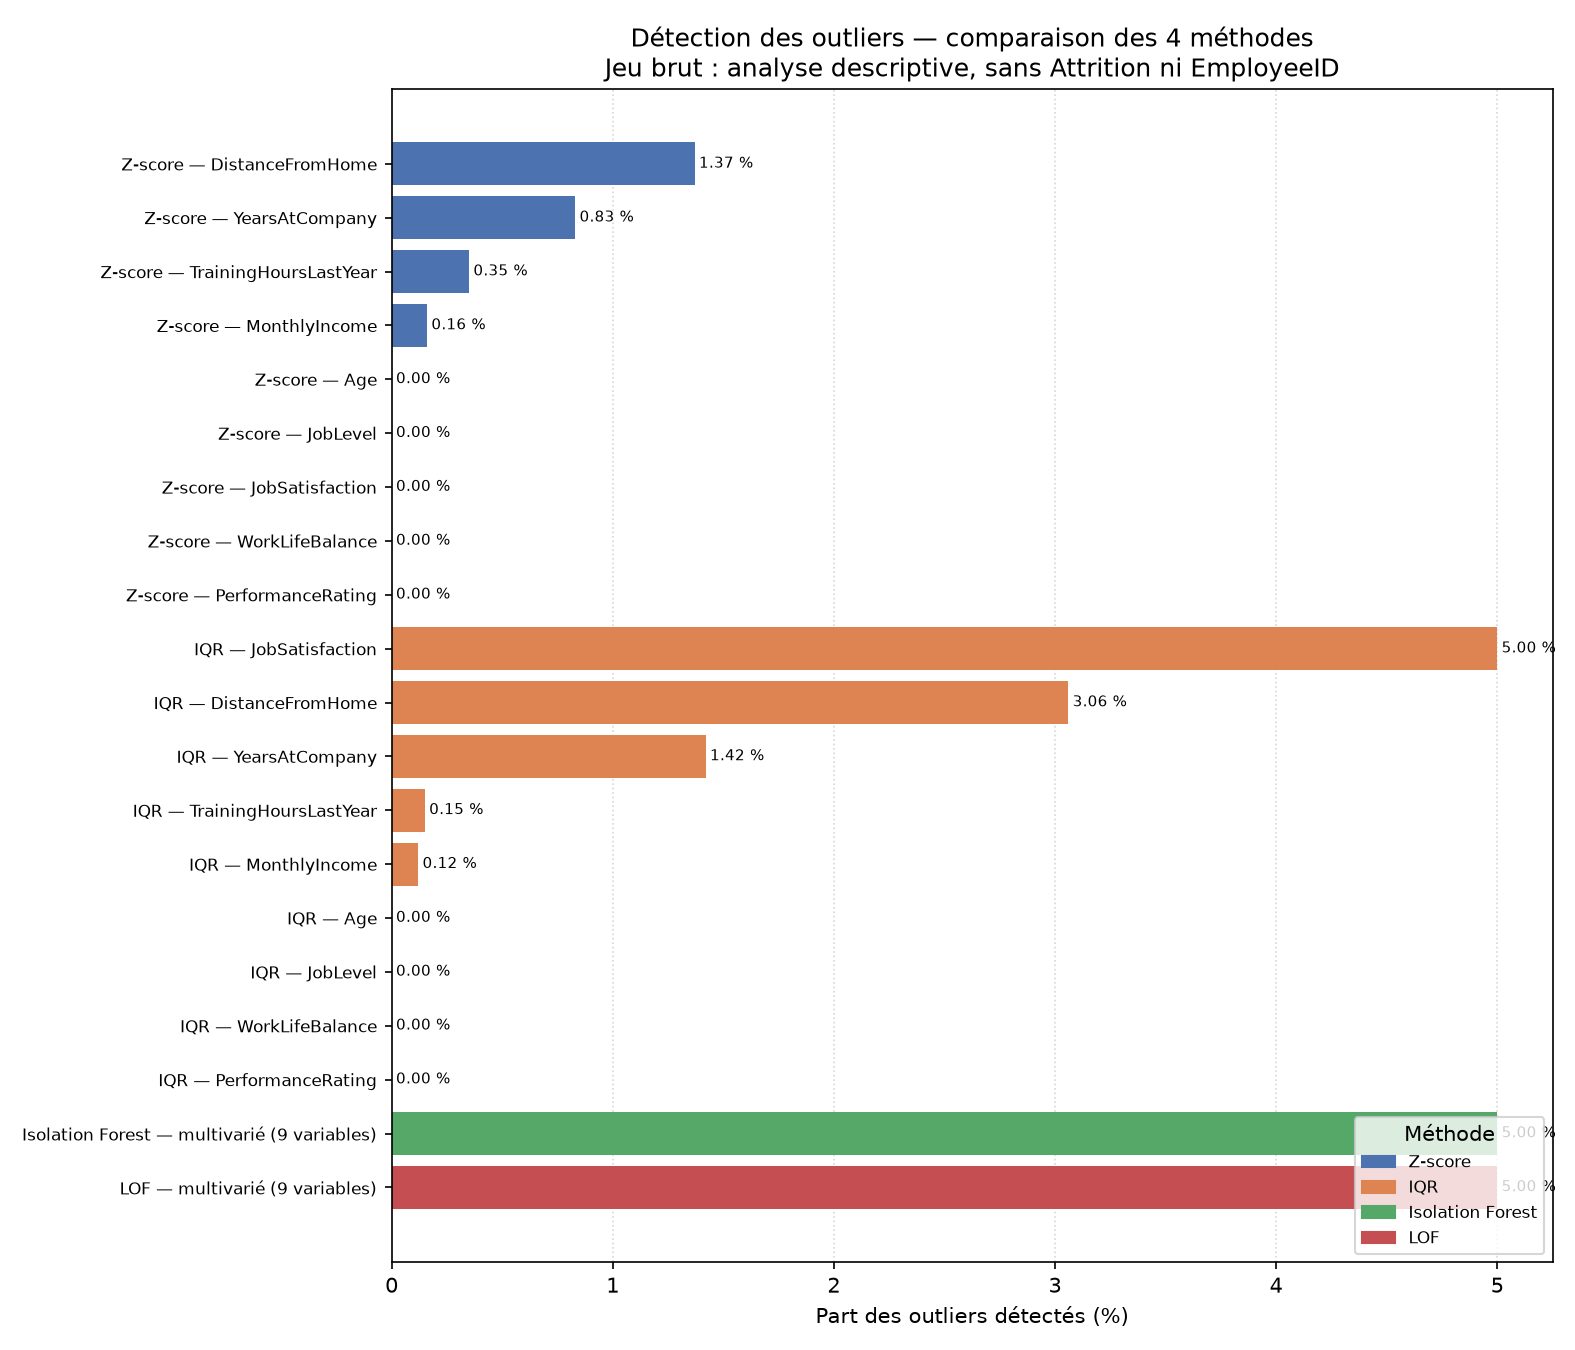 Détection des outliers — comparaison des 4 méthodes
Jeu brut : analyse descriptive, sans Attrition ni EmployeeID
Z-score — DistanceFromHome
1.37 %
Z-score — YearsAtCompany
0.83 %
Z-score — TrainingHoursLastYear
0.35 %
Z-score — MonthlyIncome
0.16 %
Z-score — Age
0.00 %
Z-score — JobLevel
0.00 %
Z-score — JobSatisfaction
0.00 %
Z-score — WorkLifeBalance
0.00 %
Z-score — PerformanceRating
0.00 %
IQR — JobSatisfaction
5.00 %
IQR — DistanceFromHome
3.06 %
IQR — YearsAtCompany
1.42 %
IQR — TrainingHoursLastYear
0.15 %
IQR — MonthlyIncome
0.12 %
IQR — Age
0.00 %
IQR — JobLevel
0.00 %
IQR — WorkLifeBalance
0.00 %
IQR — PerformanceRating
0.00 %
Isolation Forest — multivarié (9 variables)
5.00 %
LOF — multivarié (9 variables)
5.00 %
Méthode
Z-score
IQR
Isolation Forest
LOF
0 1 2 3 4 5
Part des outliers détectés (%)